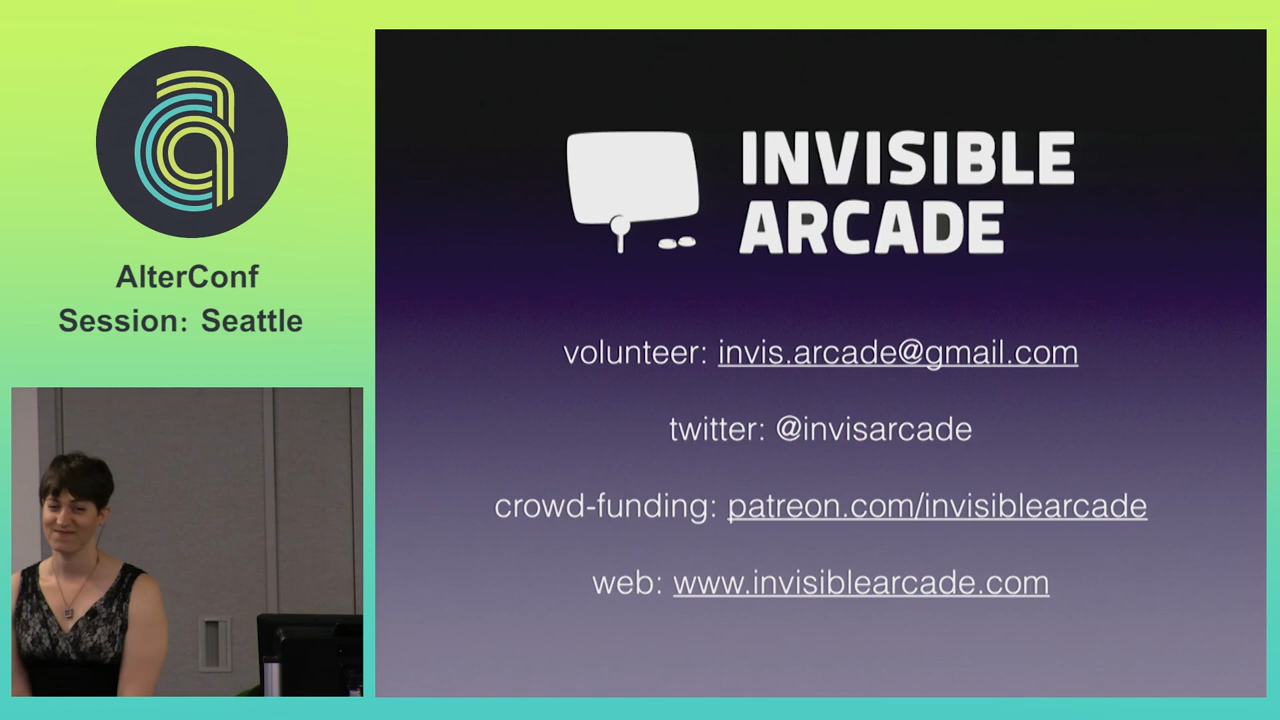 AlterConf
Session: Seattle
INVISIBLE
ARCADE
volunteer: invis.arcade@gmail.com
twitter: @invisarcade
crowd-funding: patreon.com/invisiblearcade
web: www.invisiblearcade.com